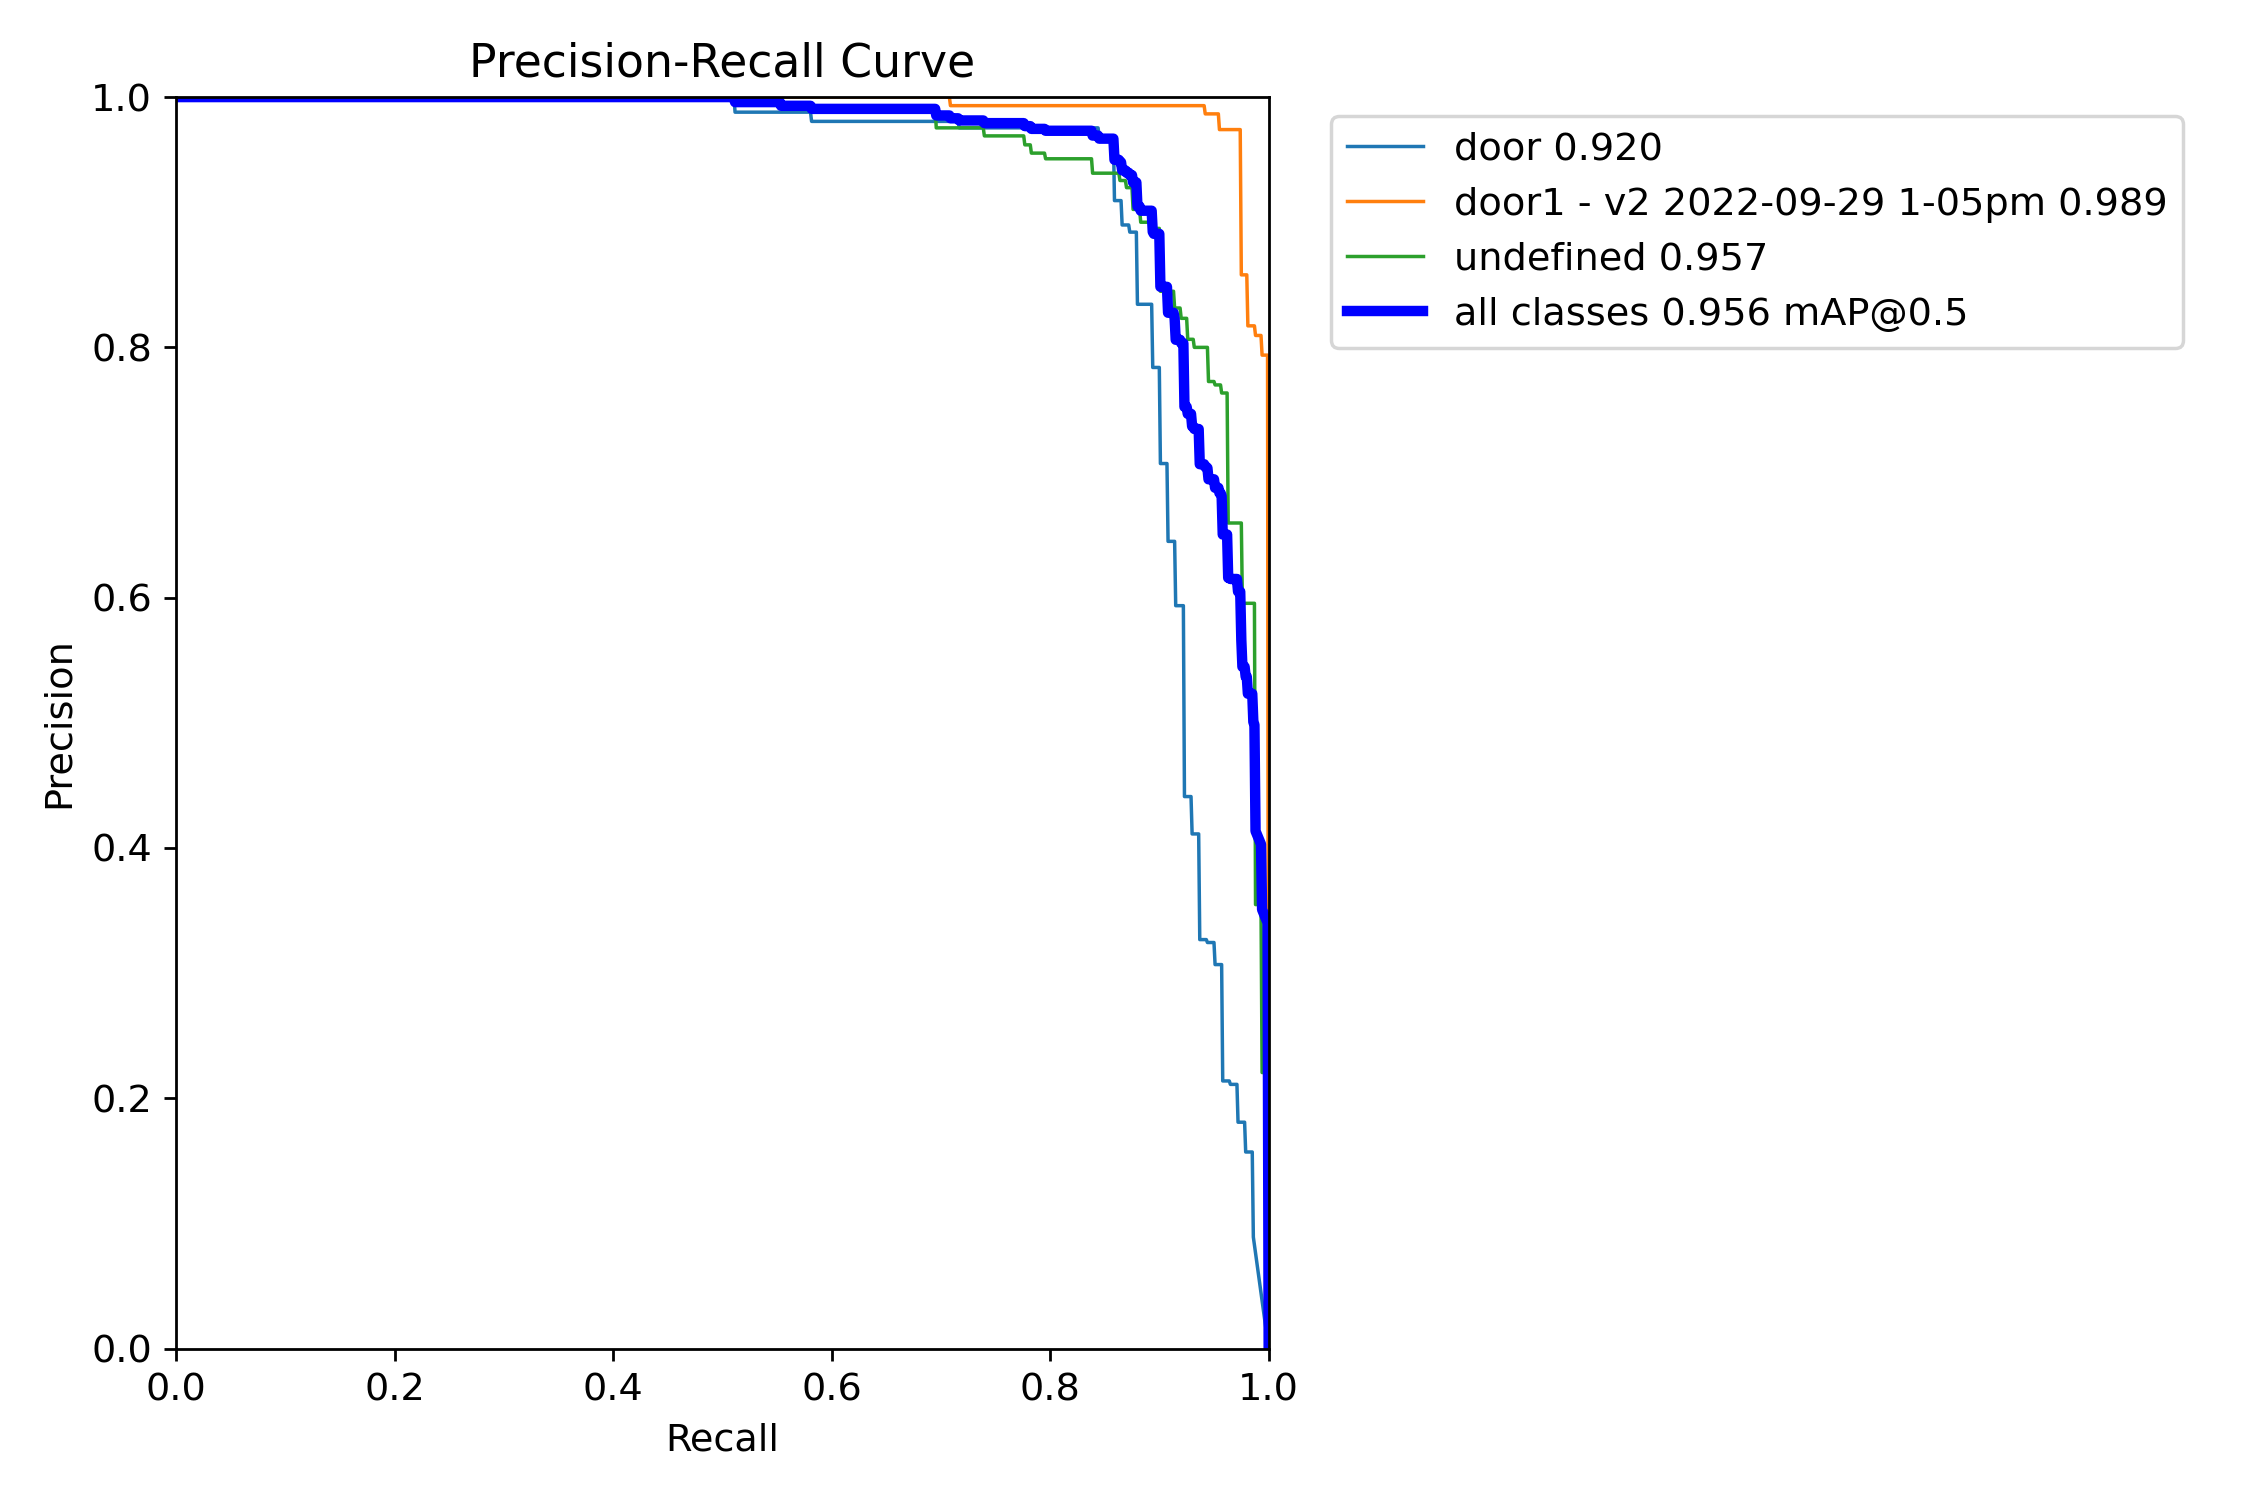 Precision-Recall Curve
1.0
0.8
0.6
0.4
0.2
0.0
Precision
0.0 0.2 0.4 0.6 0.8 1.0
Recall
door 0.920
door1 - v2 2022-09-29 1-05pm 0.989
undefined 0.957
all classes 0.956 mAP@0.5